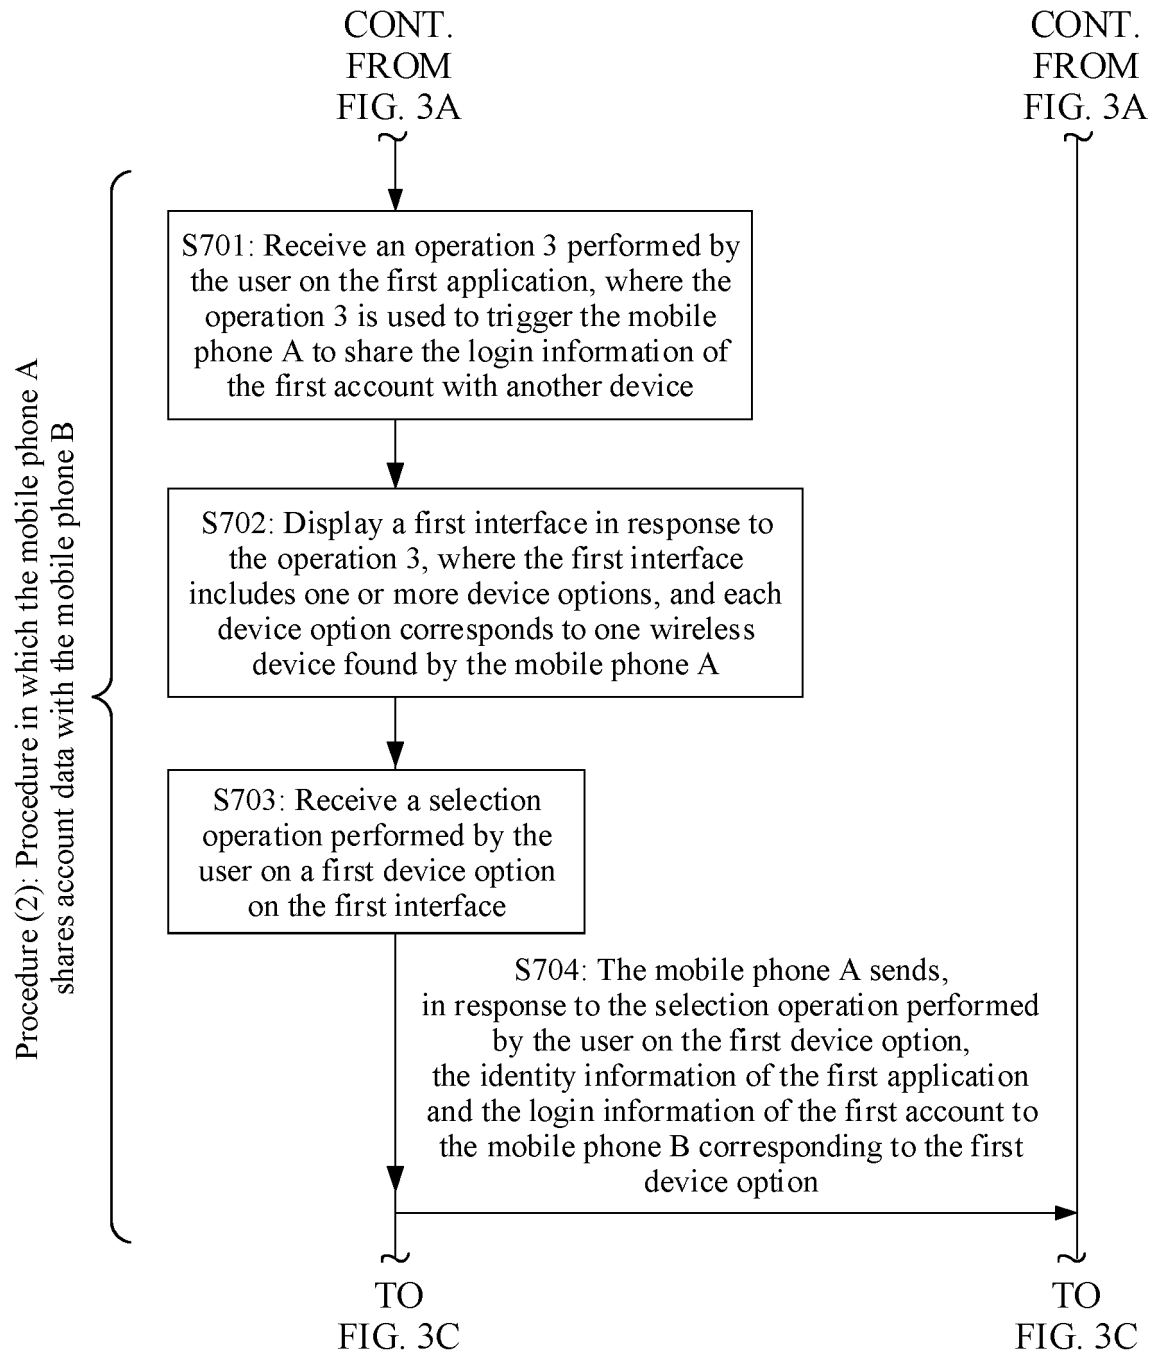 CONT.
FROM
FIG. 3A
CONT.
FROM
FIG. 3A
Procedure (2): Procedure in which the mobile phone A
shares account data with the mobile phone B
S701: Receive an operation 3 performed by
the user on the first application, where the
operation 3 is used to trigger the mobile
phone A to share the login information of
the first account with another device
S702: Display a first interface in response to
the operation 3, where the first interface
includes one or more device options, and each
device option corresponds to one wireless
device found by the mobile phone A
S703: Receive a selection
operation performed by the
user on a first device option
on the first interface
S704: The mobile phone A sends,
in response to the selection operation performed
by the user on the first device option,
the identity information of the first application
and the login information of the first account to
the mobile phone B corresponding to the first
device option
TO
FIG. 3C
TO
FIG. 3C